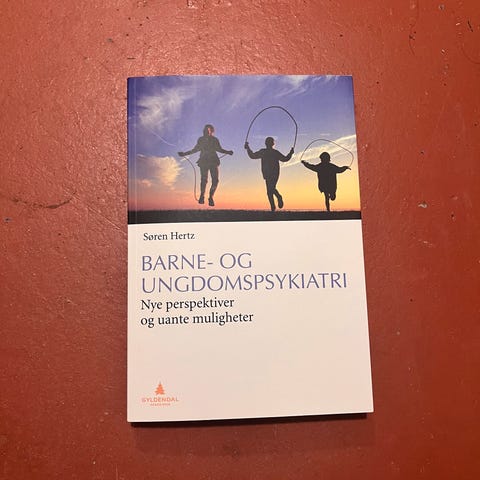 Søren Hertz
BARNE- OG
UNGDOMSPSYKIATRI
Nye perspektiver
og uante muligheter
GYLDENDAL